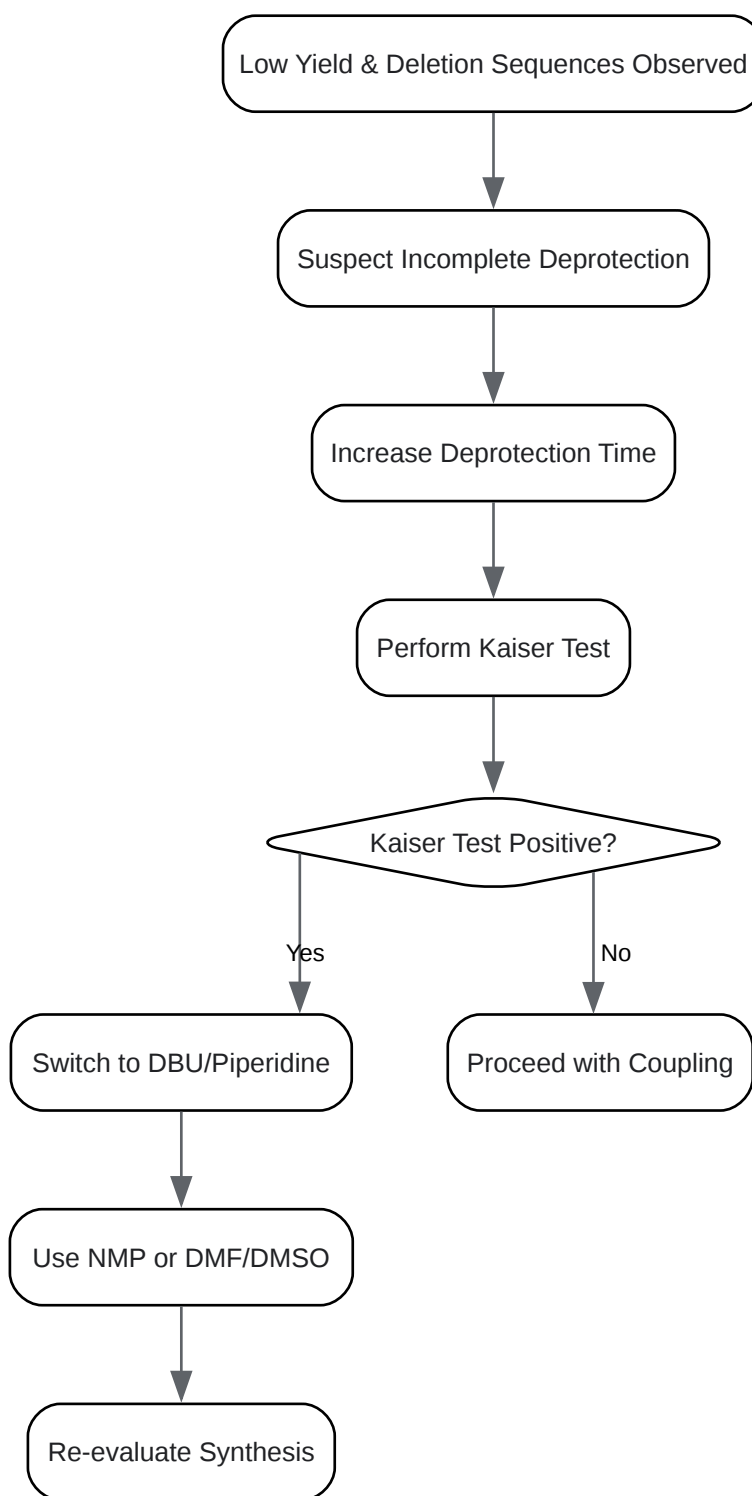 Low Yield & Deletion Sequences Observed
Suspect Incomplete Deprotection
Increase Deprotection Time
Perform Kaiser Test
Kaiser Test Positive?
Yes
No
Switch to DBU/Piperidine
Proceed with Coupling
Use NMP or DMF/DMSO
Re-evaluate Synthesis